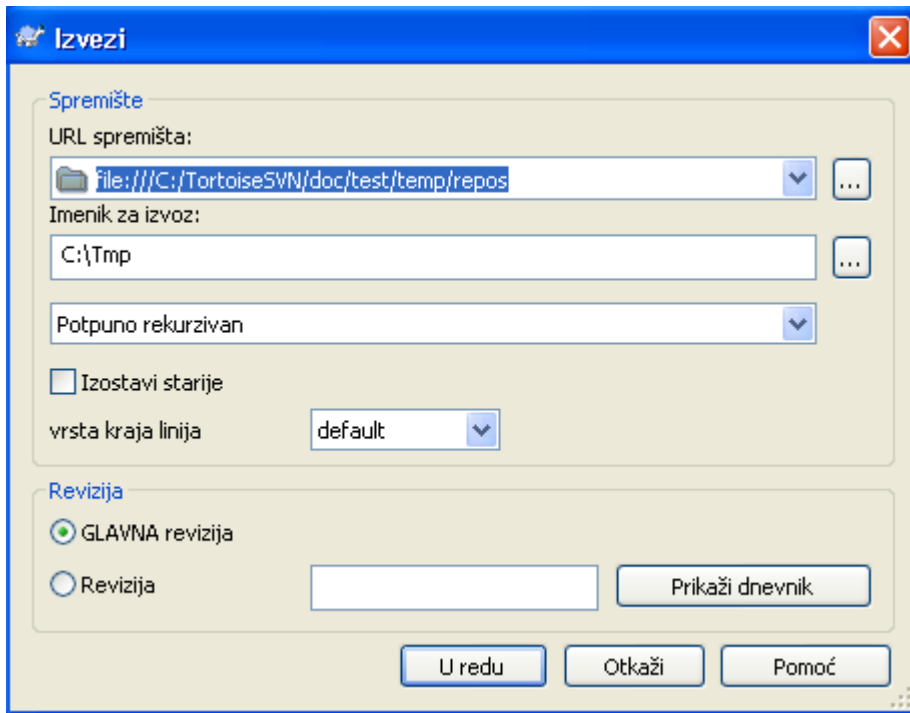 Izvezi
Spremište
URL spremišta:
file:///C:/TortoiseSVN/doc/test/temp/repos
...
Imenik za izvoz:
C:\Tmp
...
Potpuno rekurzivan
Izostavi starije
vrsta kraja linija default
Revizija
GLAVNA revizija
Revizija Prikaži dnevnik
U redu Otkaži Pomoć